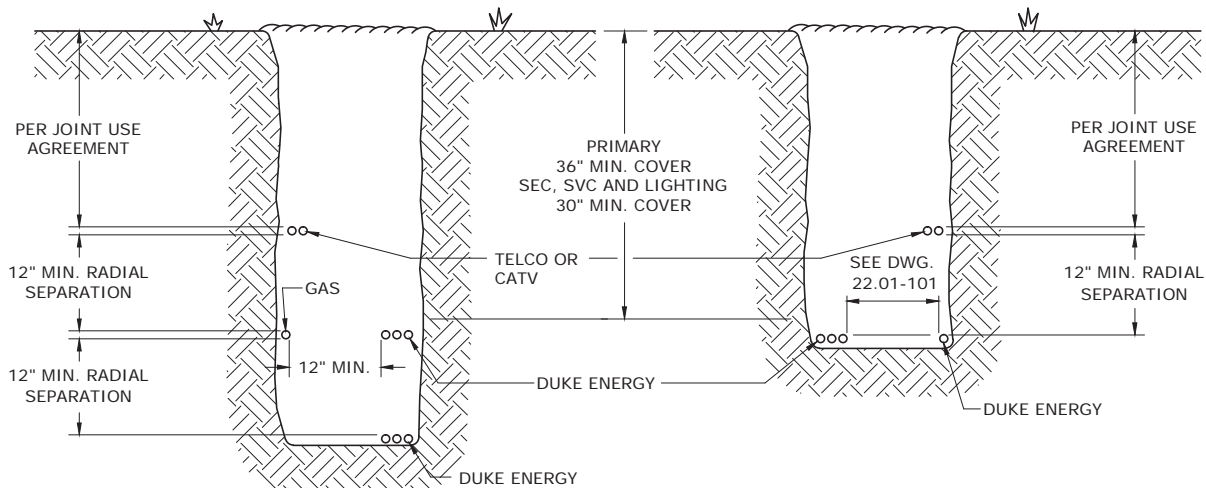 PER JOINT USE
AGREEMENT
12" MIN. RADIAL
SEPARATION
12" MIN. RADIAL
SEPARATION
GAS
12" MIN.
PRIMARY
36" MIN. COVER
SEC, SVC AND LIGHTING
30" MIN. COVER
TELCO OR
CATV
DUKE ENERGY
DUKE ENERGY
SEE DWG.
22.01-101
PER JOINT USE
AGREEMENT
12" MIN. RADIAL
SEPARATION
DUKE ENERGY